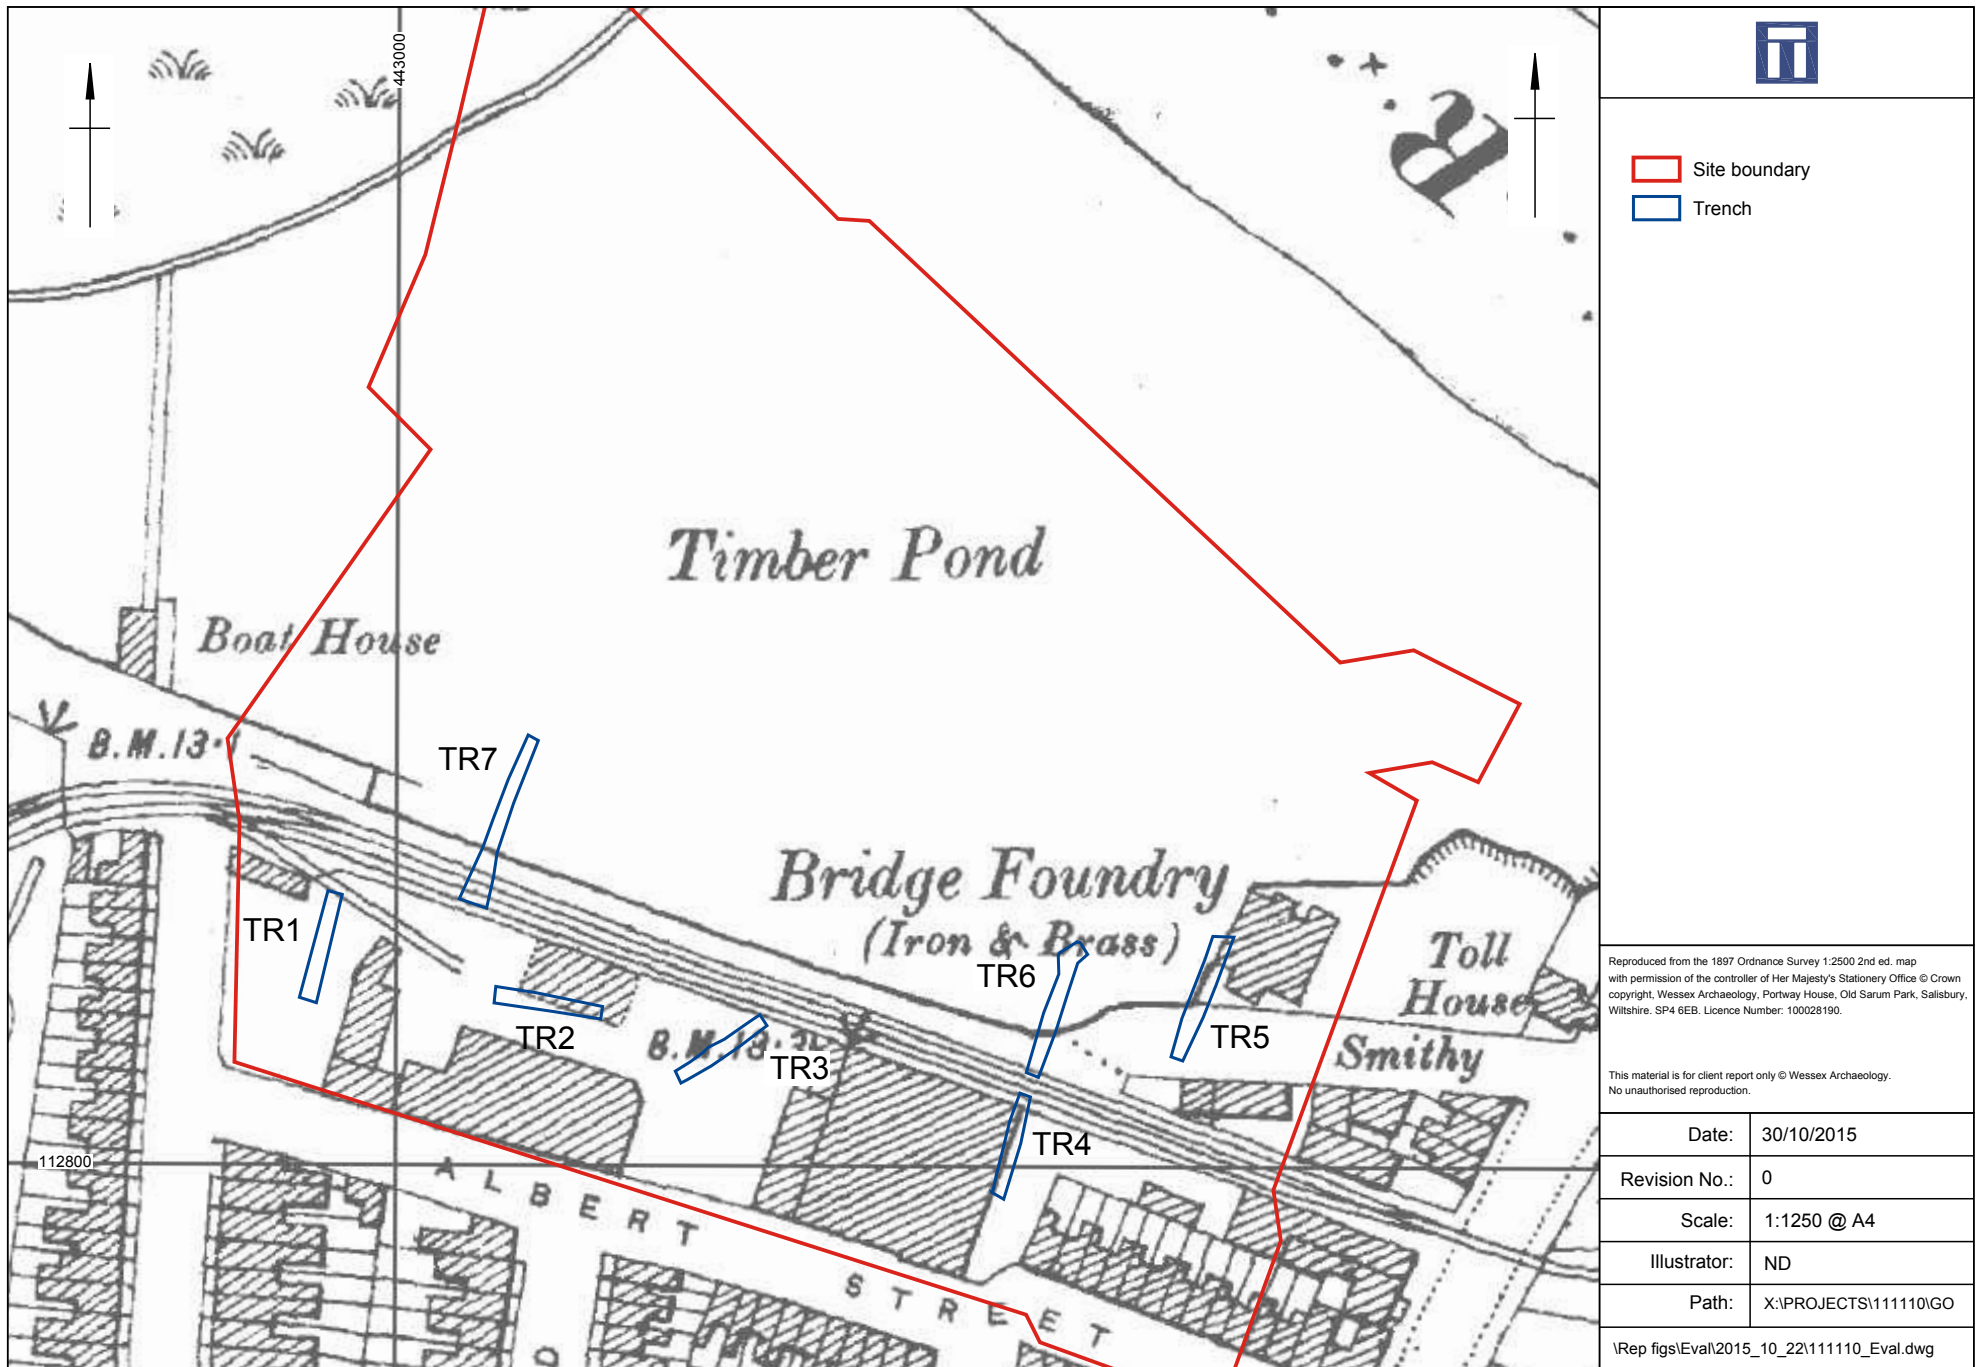 443000
Site boundary
Trench
Timber Pond
Boat House
B.M.13·1
TR7
Bridge Foundry
(Iron & Brass)
TR1
TR6
Toll
House
TR2
B.M.13·
TR3
TR5
Smithy
TR4
112800
ALBERT
STREET
Reproduced from the 1897 Ordnance Survey 1:2500 2nd ed. map
with permission of the controller of Her Majesty's Stationery Office © Crown
copyright, Wessex Archaeology, Portway House, Old Sarum Park, Salisbury,
Wiltshire. SP4 6EB. Licence Number: 100028190.
This material is for client report only © Wessex Archaeology.
No unauthorised reproduction.
Date: 30/10/2015
Revision No.: 0
Scale: 1:1250 @ A4
Illustrator: ND
Path: X:\PROJECTS\111110\GO
\Rep figs\Eval\2015_10_22\111110_Eval.dwg